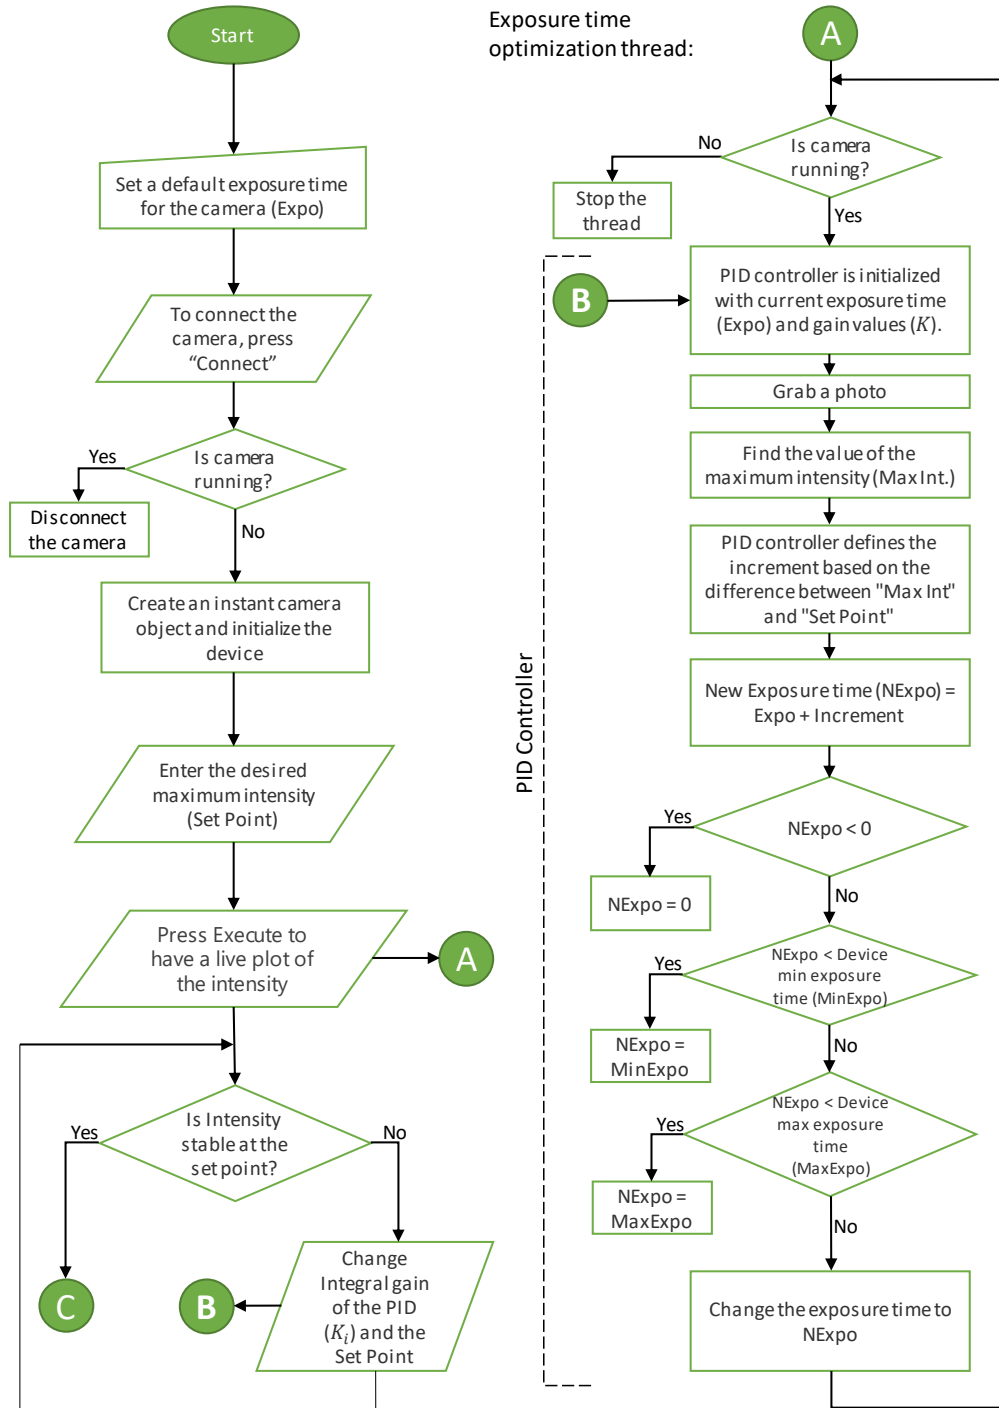 Start
Set a default exposure time
for the camera (Expo)
To connect the
camera, press
“Connect”
Yes
Is camera
running?
Disconnect
the camera
No
Create an instant camera
object and initialize the
device
Enter the desired
maximum intensity
(Set Point)
Press Execute to
have a live plot of
the intensity
A
Is Intensity
stable at the
set point?
Yes
No
C
B
Change
Integral gain
of the PID
(K_i) and the
Set Point
Exposure time
optimization thread:
A
No
Is camera
running?
Stop the
thread
Yes
B
PID controller is initialized
with current exposure time
(Expo) and gain values (K).
Grab a photo
Find the value of the
maximum intensity (Max Int.)
PID controller defines the
increment based on the
difference between "Max Int"
and "Set Point"
PID Controller
New Exposure time (NExpo) =
Expo + Increment
Yes
NExpo < 0
NExpo = 0
No
Yes
NExpo < Device
min exposure
time (MinExpo)
NExpo =
MinExpo
No
Yes
NExpo < Device
max exposure
time
(MaxExpo)
NExpo =
MaxExpo
No
Change the exposure time to
NExpo